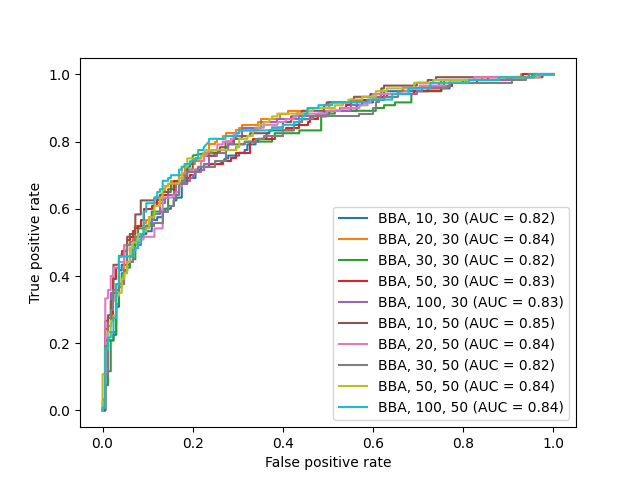 1.0
0.8
0.6
0.4
0.2
0.0
True positive rate
BBA, 10, 30 (AUC = 0.82)
BBA, 20, 30 (AUC = 0.84)
BBA, 30, 30 (AUC = 0.82)
BBA, 50, 30 (AUC = 0.83)
BBA, 100, 30 (AUC = 0.83)
BBA, 10, 50 (AUC = 0.85)
BBA, 20, 50 (AUC = 0.84)
BBA, 30, 50 (AUC = 0.82)
BBA, 50, 50 (AUC = 0.84)
BBA, 100, 50 (AUC = 0.84)
0.0 0.2 0.4 0.6 0.8 1.0
False positive rate